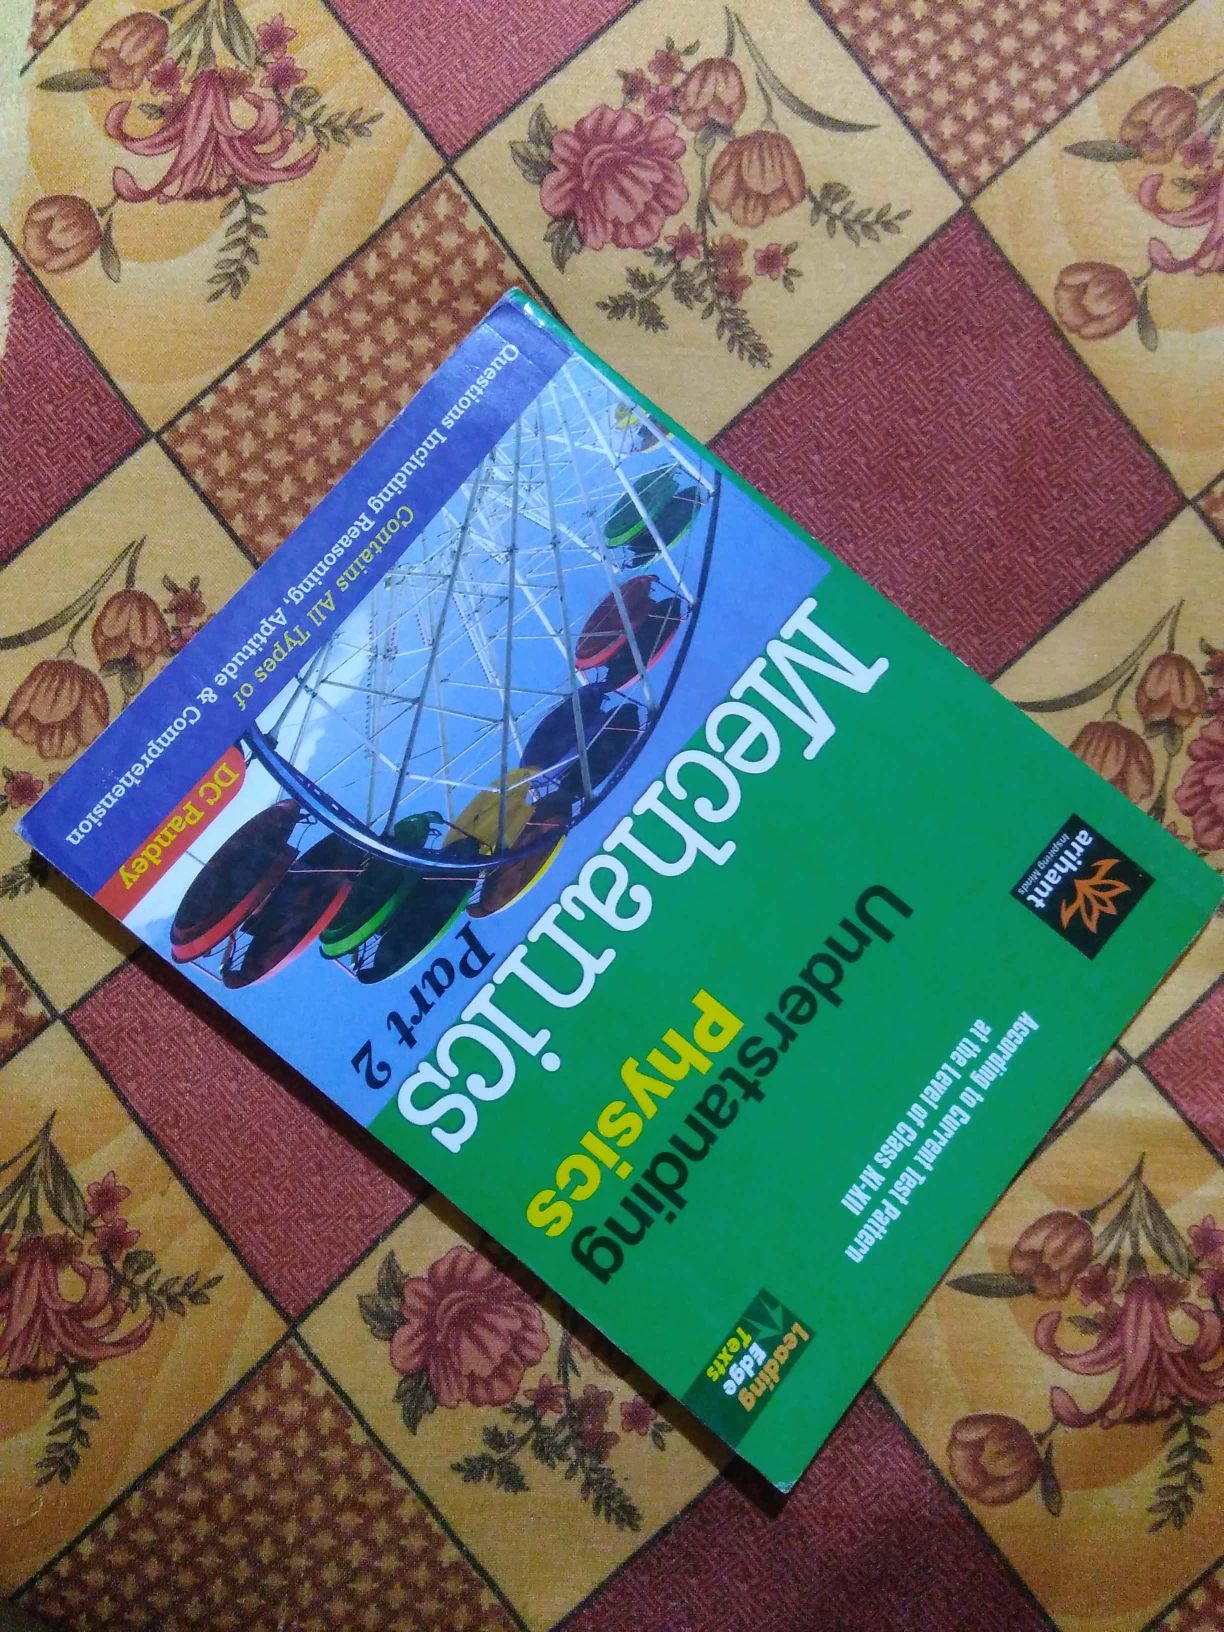 Leading
Edge
Texts
According to Current Test Pattern
at the Level of Class XI-XII
arihant
Inspiring Minds
Understanding
Physics
Mechanics
Part 2
DC Pandey
Contains All Types of
Questions Including Reasoning, Aptitude & Comprehension